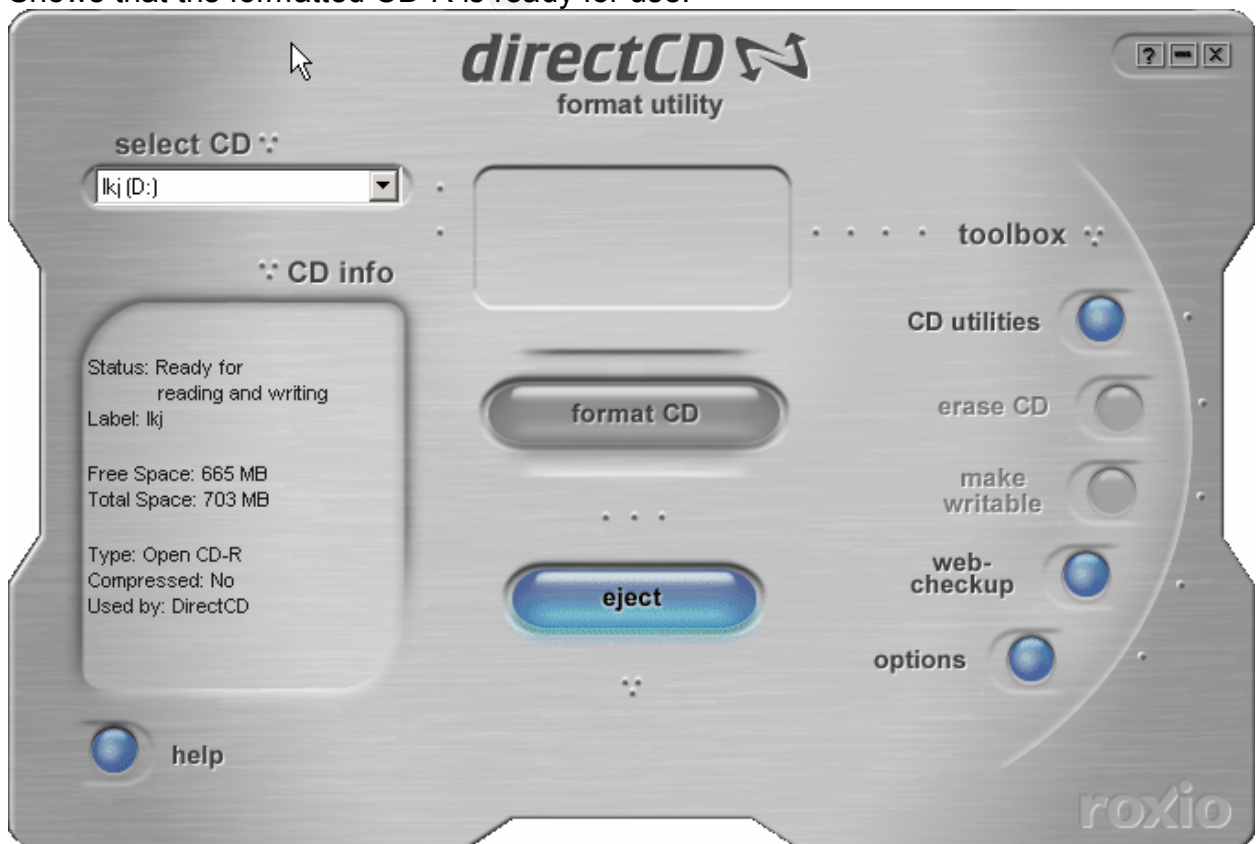 Shows that the formatted CD-R is ready for use.
directCD
format utility
? X
select CD
lkj (D:)
toolbox
CD info
CD utilities
Status: Ready for
reading and writing
Label: lkj
format CD
erase CD
Free Space: 665 MB
Total Space: 703 MB
make
writable
Type: Open CD-R
Compressed: No
Used by: DirectCD
web-
checkup
eject
options
help
roxio